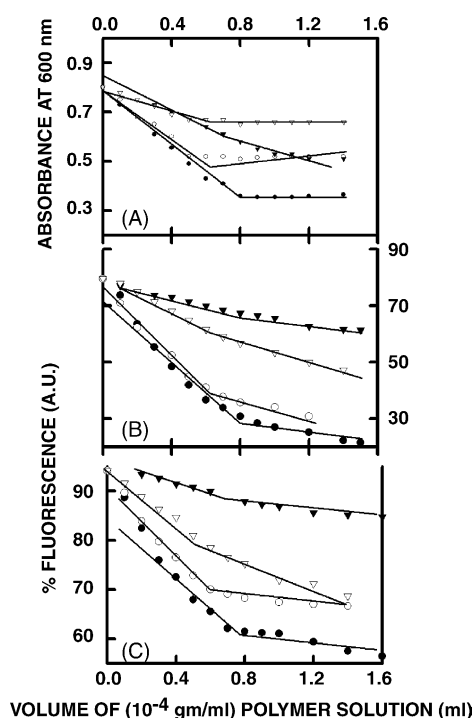 0.0 0.4 0.8 1.2 1.6
ABSORBANCE AT 600 nm
0.9
0.7
0.5
0.3
(A)
90
70
50
30
(B)
% FLUORESCENCE (A.U.)
90
80
70
60
(C)
0.0 0.4 0.8 1.2 1.6
VOLUME OF (10⁻⁴ gm/ml) POLYMER SOLUTION (ml)